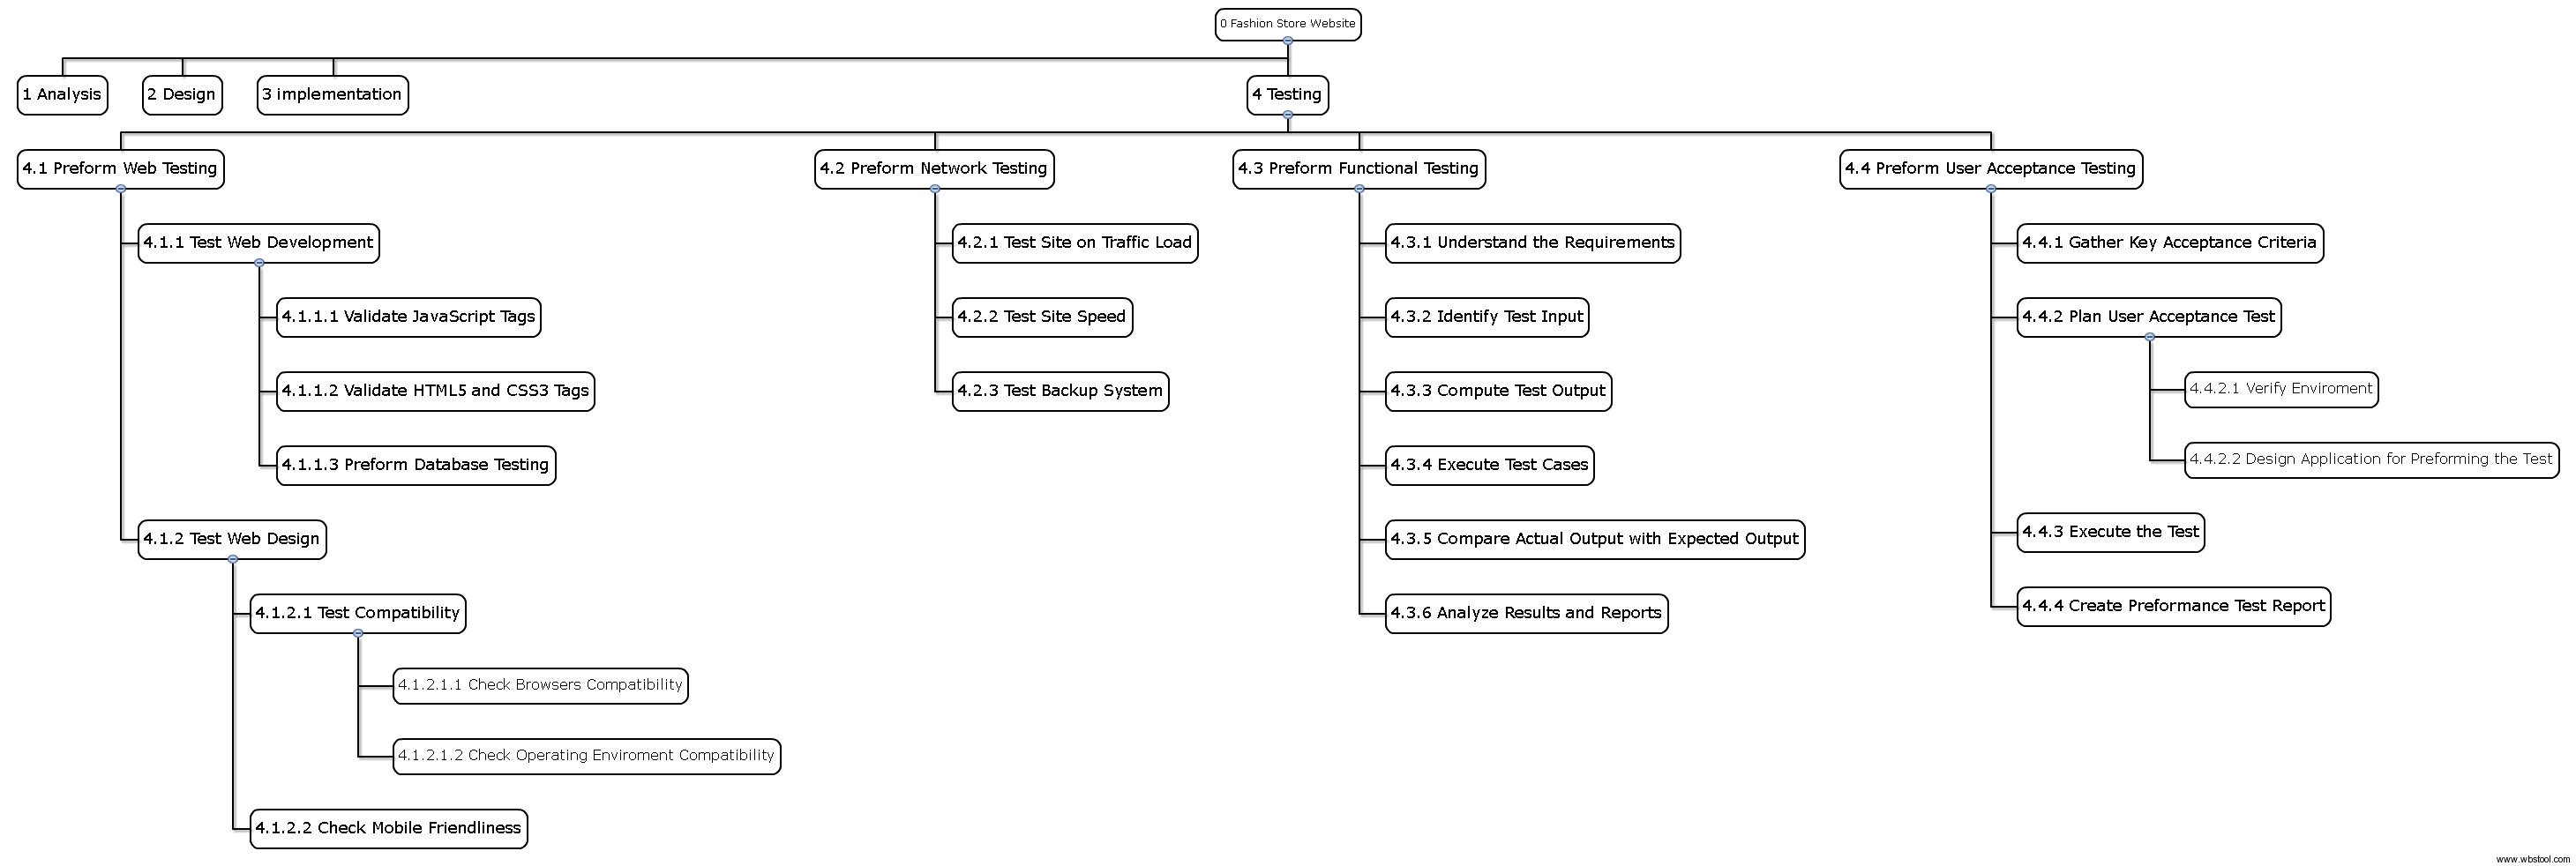 0 Fashion Store Website
1 Analysis
2 Design
3 implementation
4 Testing
4.1 Preform Web Testing
4.1.1 Test Web Development
4.1.1.1 Validate JavaScript Tags
4.1.1.2 Validate HTML5 and CSS3 Tags
4.1.1.3 Preform Database Testing
4.1.2 Test Web Design
4.1.2.1 Test Compatibility
4.1.2.1.1 Check Browsers Compatibility
4.1.2.1.2 Check Operating Enviroment Compatibility
4.1.2.2 Check Mobile Friendliness
4.2 Preform Network Testing
4.2.1 Test Site on Traffic Load
4.2.2 Test Site Speed
4.2.3 Test Backup System
4.3 Preform Functional Testing
4.3.1 Understand the Requirements
4.3.2 Identify Test Input
4.3.3 Compute Test Output
4.3.4 Execute Test Cases
4.3.5 Compare Actual Output with Expected Output
4.3.6 Analyze Results and Reports
4.4 Preform User Acceptance Testing
4.4.1 Gather Key Acceptance Criteria
4.4.2 Plan User Acceptance Test
4.4.2.1 Verify Enviroment
4.4.2.2 Design Application for Preforming the Test
4.4.3 Execute the Test
4.4.4 Create Preformance Test Report
www.wbstool.com